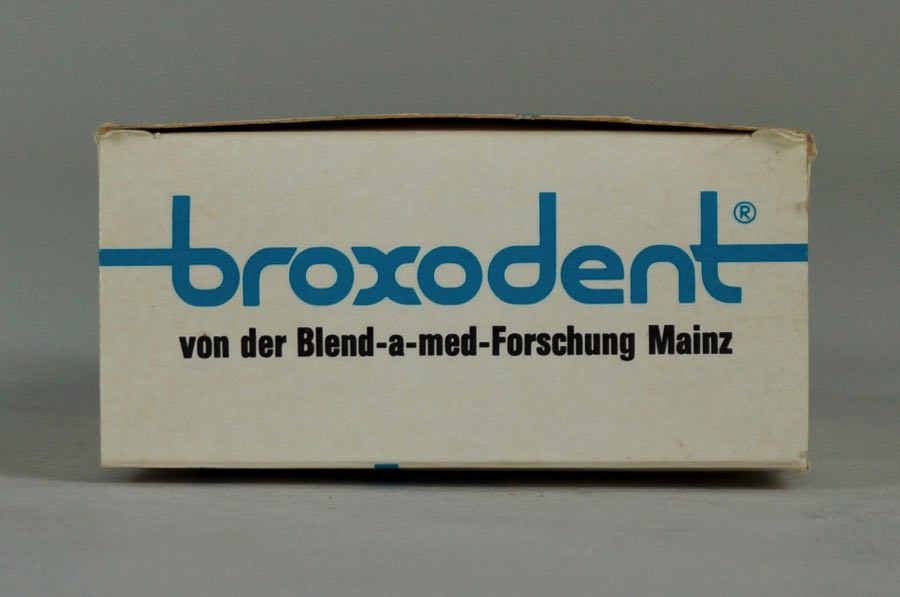 broxodent®
von der Blend-a-med-Forschung Mainz